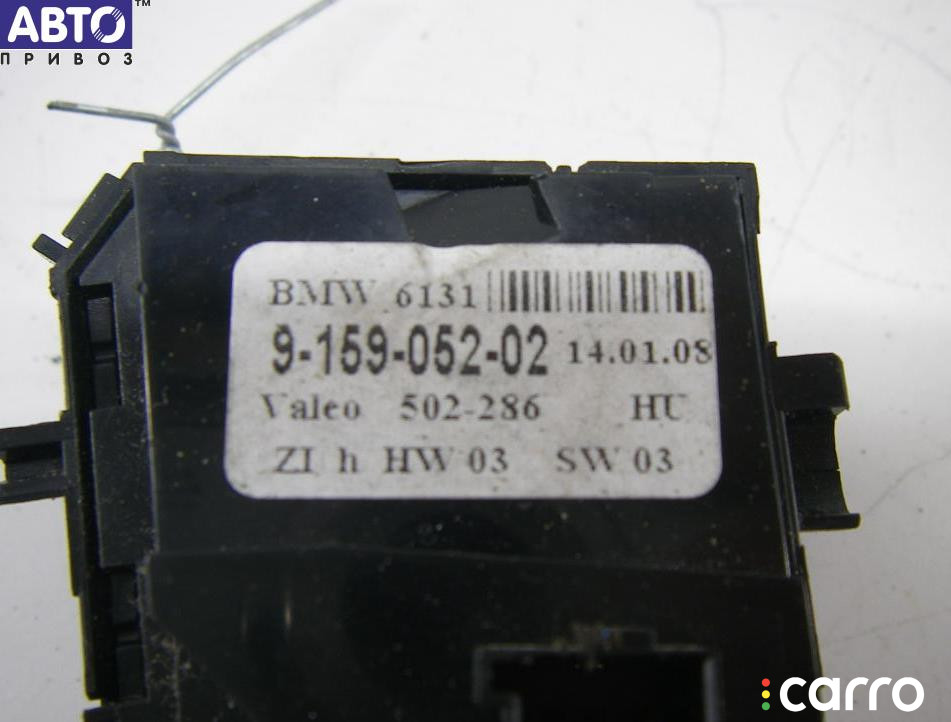 АВТО™
ПРИВОЗ
BMW 6131
9-159-052-02 14.01.08
Valeo 502-286 HU
ZI h HW 03 SW 03
carro